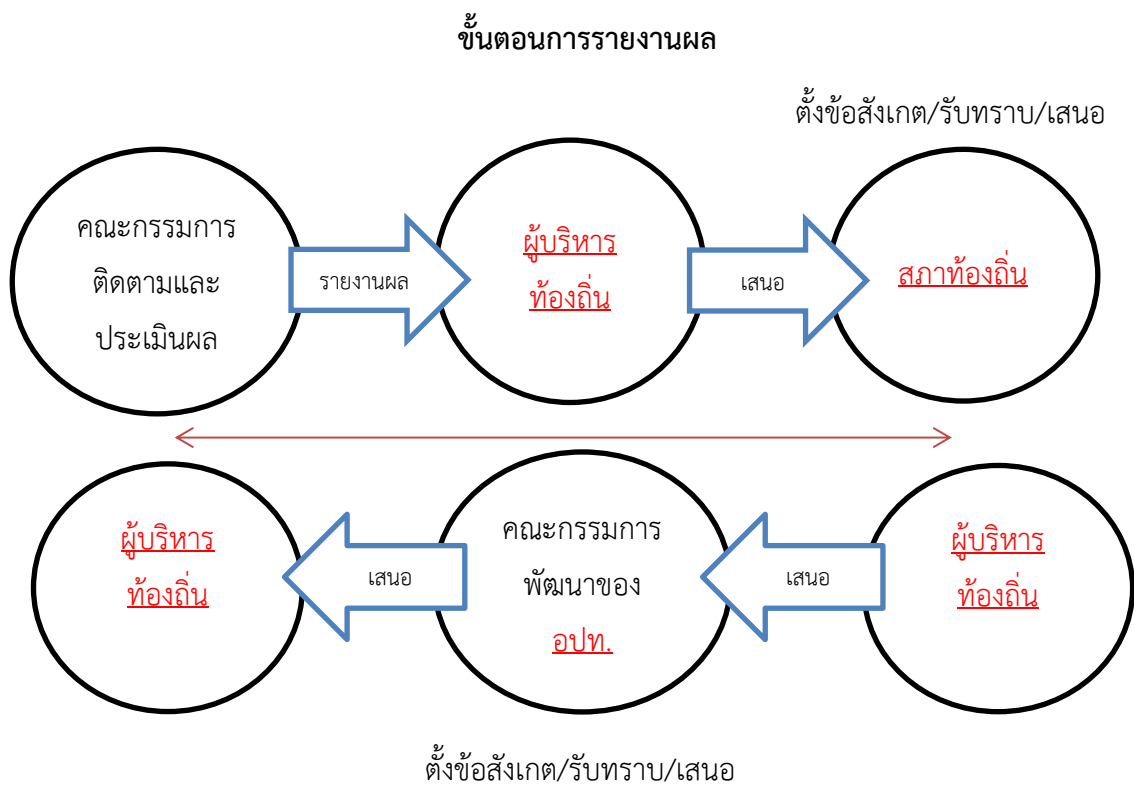 ขั้นตอนการรายงานผล
ตั้งข้อสังเกต/รับทราบ/เสนอ
คณะกรรมการ
ติดตามและ
ประเมินผล
รายงานผล
ผู้บริหาร
ท้องถิ่น
เสนอ
สภาท้องถิ่น
ผู้บริหาร
ท้องถิ่น
เสนอ
คณะกรรมการ
พัฒนาของ
อปท.
เสนอ
ผู้บริหาร
ท้องถิ่น
ตั้งข้อสังเกต/รับทราบ/เสนอ